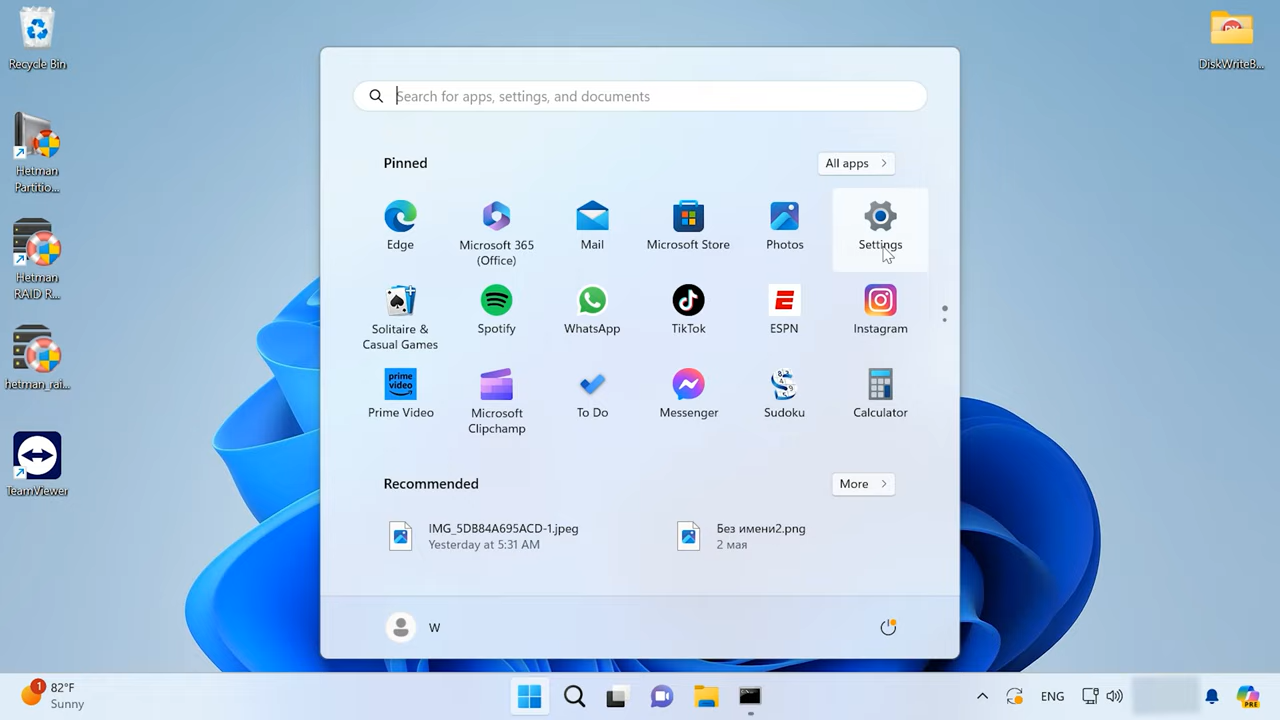 Recycle Bin
DiskWriteB...
Hetman
Partitio...
Hetman
RAID R...
hetman_rai...
TeamViewer
Search for apps, settings, and documents
Pinned
All apps
Edge
Microsoft 365
(Office)
Mail
Microsoft Store
Photos
Settings
Solitaire &
Casual Games
Spotify
WhatsApp
TikTok
ESPN
Instagram
prime
video
Prime Video
Microsoft
Clipchamp
To Do
Messenger
Sudoku
Calculator
Recommended
More
IMG_5DB84A695ACD-1.jpeg
Yesterday at 5:31 AM
Без имени2.png
2 мая
W
1
82°F
Sunny
ENG
PRE